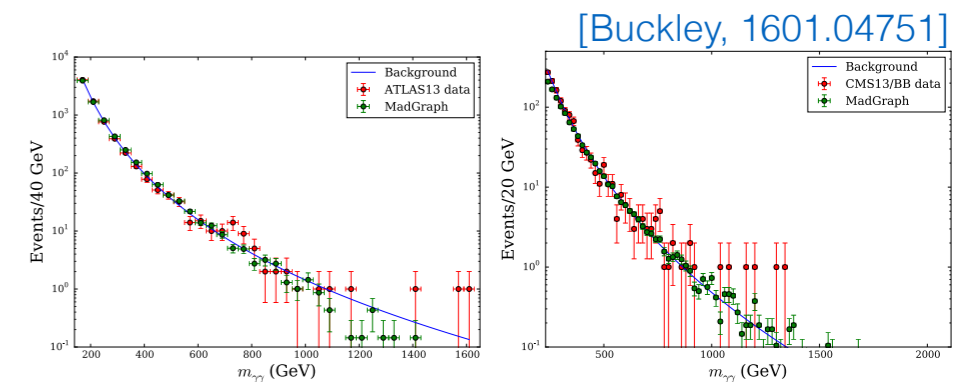 [Buckley, 1601.04751]
10^4
10^3
10^2
10^1
10^0
10^-1
Events/40 GeV
Background
ATLAS13 data
MadGraph
200 400 600 800 1000 1200 1400 1600
m_γγ (GeV)
10^2
10^1
10^0
10^-1
Events/20 GeV
Background
CMS13/BB data
MadGraph
500 1000 1500 2000
m_γγ (GeV)